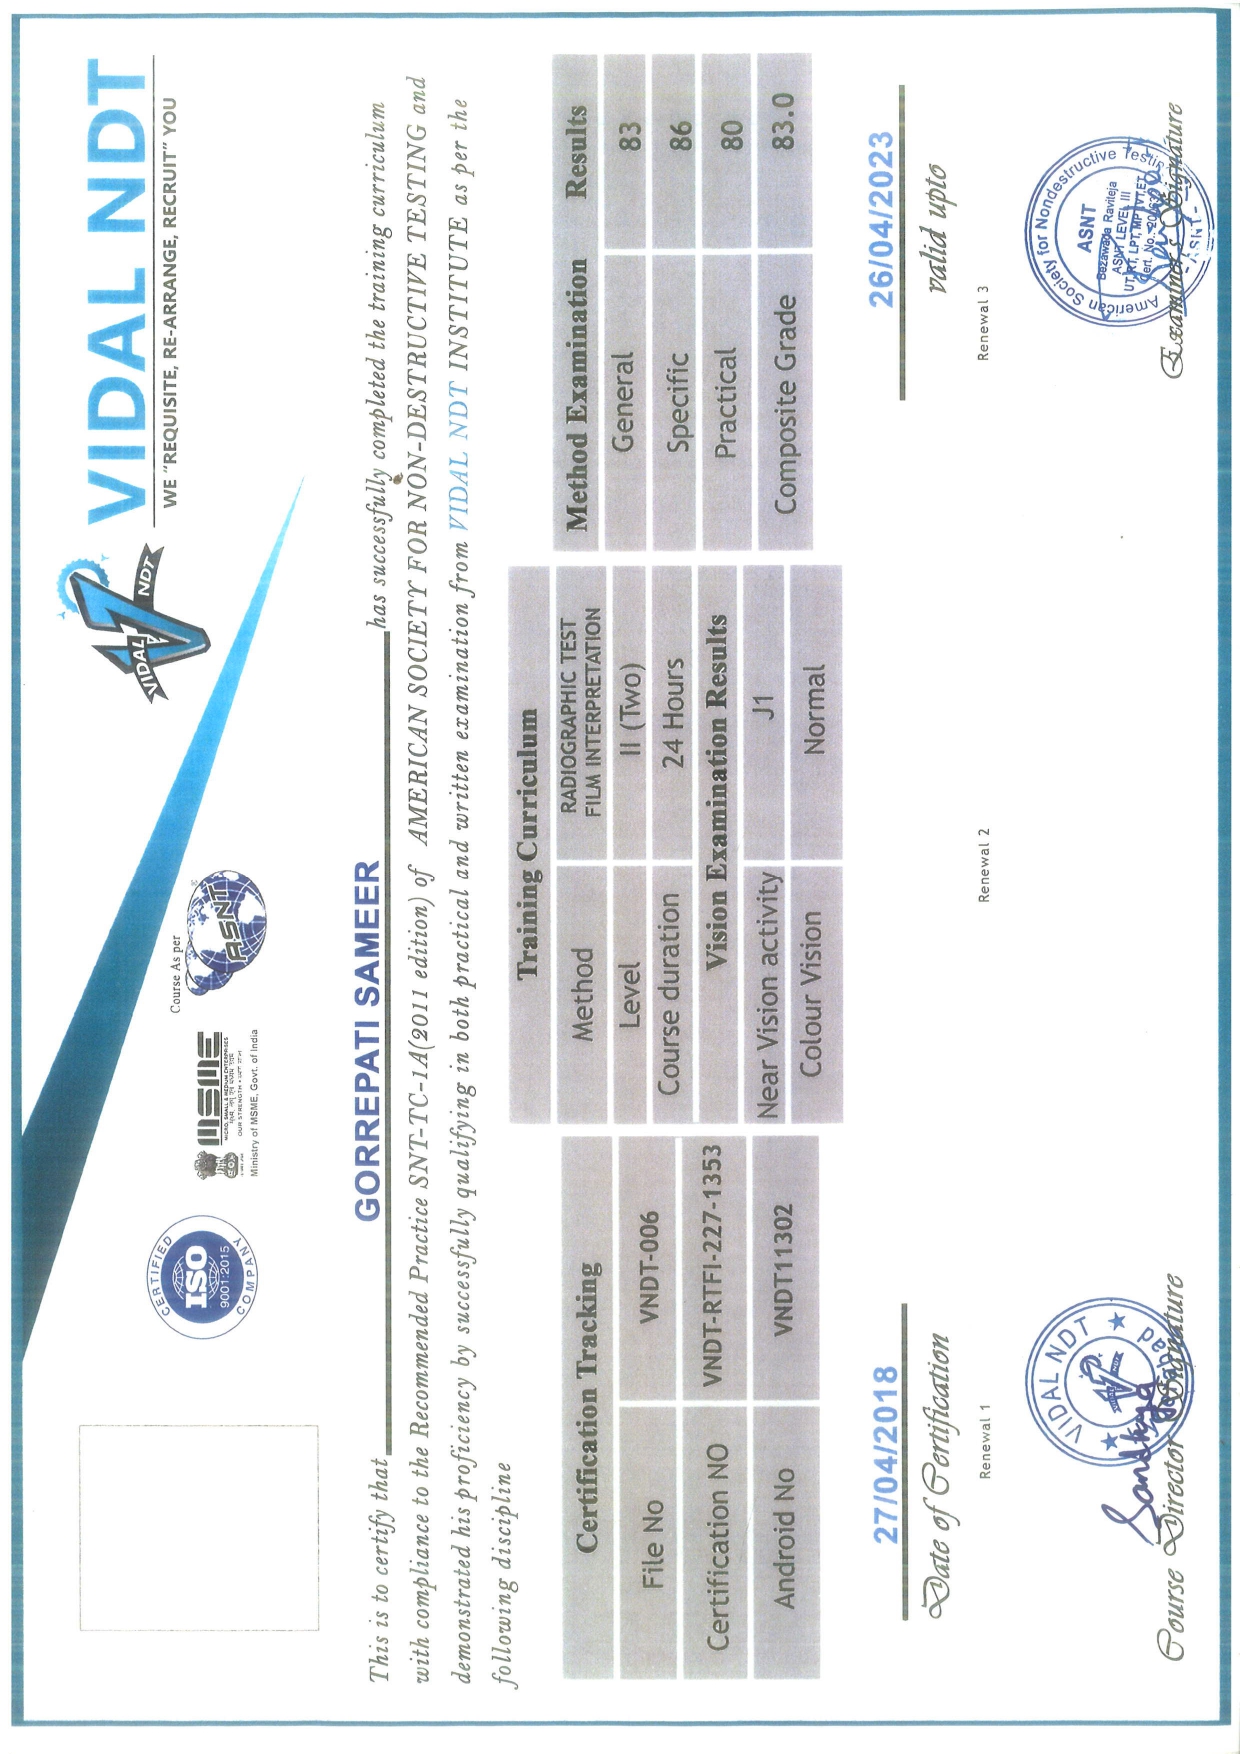 CERTIFIED
ISO
9001:2015
COMPANY
MSME
MICRO, SMALL & MEDIUM ENTERPRISES
OUR STRENGTH
Ministry of MSME, Govt. of India
Course As per
ASNT
VIDAL
NDT
VIDAL NDT
WE "REQUISITE, RE-ARRANGE, RECRUIT" YOU
This is to certify that GORREPATI SAMEER has successfully completed the training curriculum
with compliance to the Recommended Practice SNT-TC-1A(2011 edition) of AMERICAN SOCIETY FOR NON-DESTRUCTIVE TESTING and
demonstrated his proficiency by successfully qualifying in both practical and written examination from VIDAL NDT INSTITUTE as per the
following discipline
Certification Tracking
File No VNDT-006
Certification NO VNDT-RTFI-227-1353
Android No VNDT11302
Training Curriculum
Method RADIOGRAPHIC TEST
FILM INTERPRETATION
Level II (Two)
Course duration 24 Hours
Vision Examination Results
Near Vision activity J1
Colour Vision Normal
Method Examination Results
General 83
Specific 86
Practical 80
Composite Grade 83.0
27/04/2018
Date of Certification
26/04/2023
valid upto
Renewal 1
Renewal 2
Renewal 3
VIDAL NDT
Sandhya
Course Director Signature
American Society for Nondestructive Testing
ASNT
Bezawada Raviteja
ASNT LEVEL III
UT, RT, LPT, MPT, VT, ET
Cert. No.
- ASNT -
Examiner's Signature